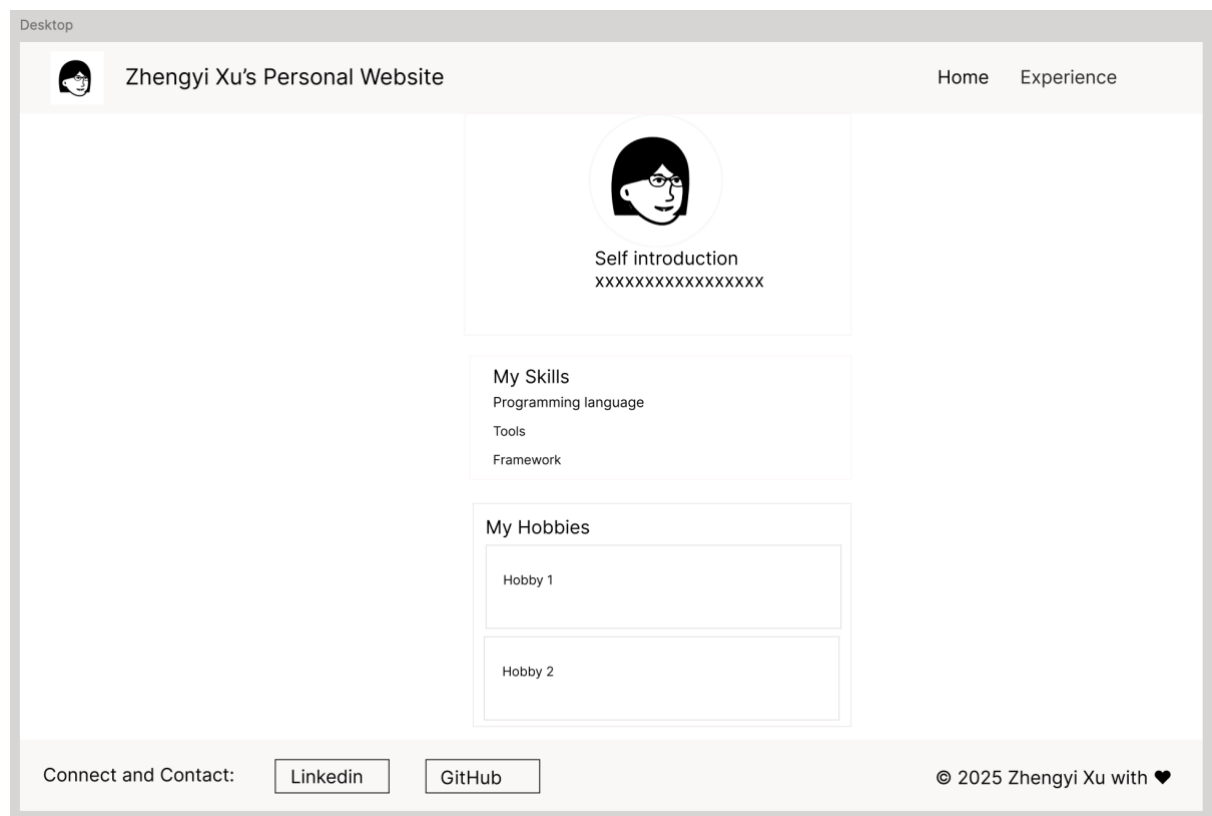 Desktop
Zhengyi Xu’s Personal Website
Home Experience
Self introduction
xxxxxxxxxxxxxxxxx
My Skills
Programming language
Tools
Framework
My Hobbies
Hobby 1
Hobby 2
Connect and Contact: Linkedin GitHub © 2025 Zhengyi Xu with ♥